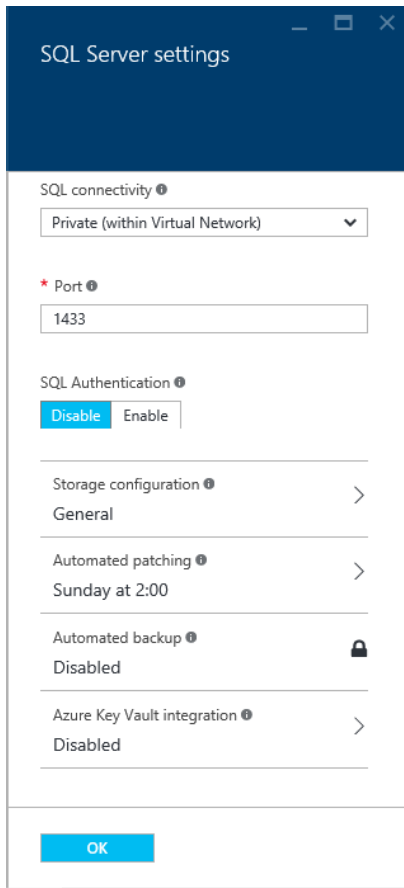 SQL Server settings
SQL connectivity
Private (within Virtual Network)
* Port
1433
SQL Authentication
Disable Enable
Storage configuration
General
Automated patching
Sunday at 2:00
Automated backup
Disabled
Azure Key Vault integration
Disabled
OK